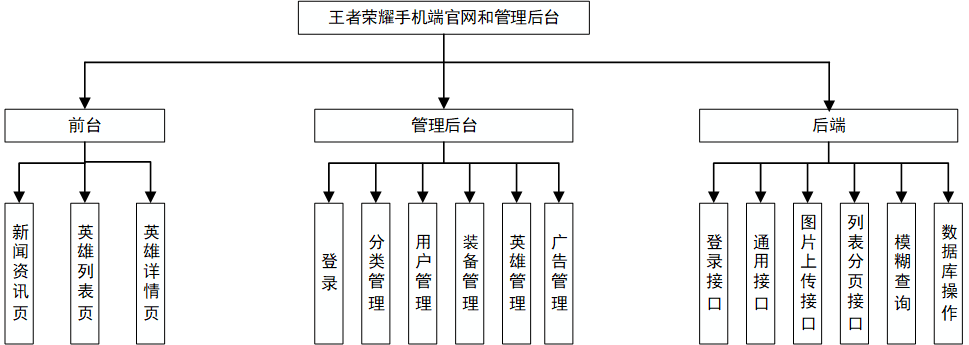 王者荣耀手机端官网和管理后台
前台
管理后台
后端
新闻资讯页
英雄列表页
英雄详情页
登录
分类管理
用户管理
装备管理
英雄管理
广告管理
登录接口
通用接口
图片上传接口
列表分页接口
模糊查询
数据库操作